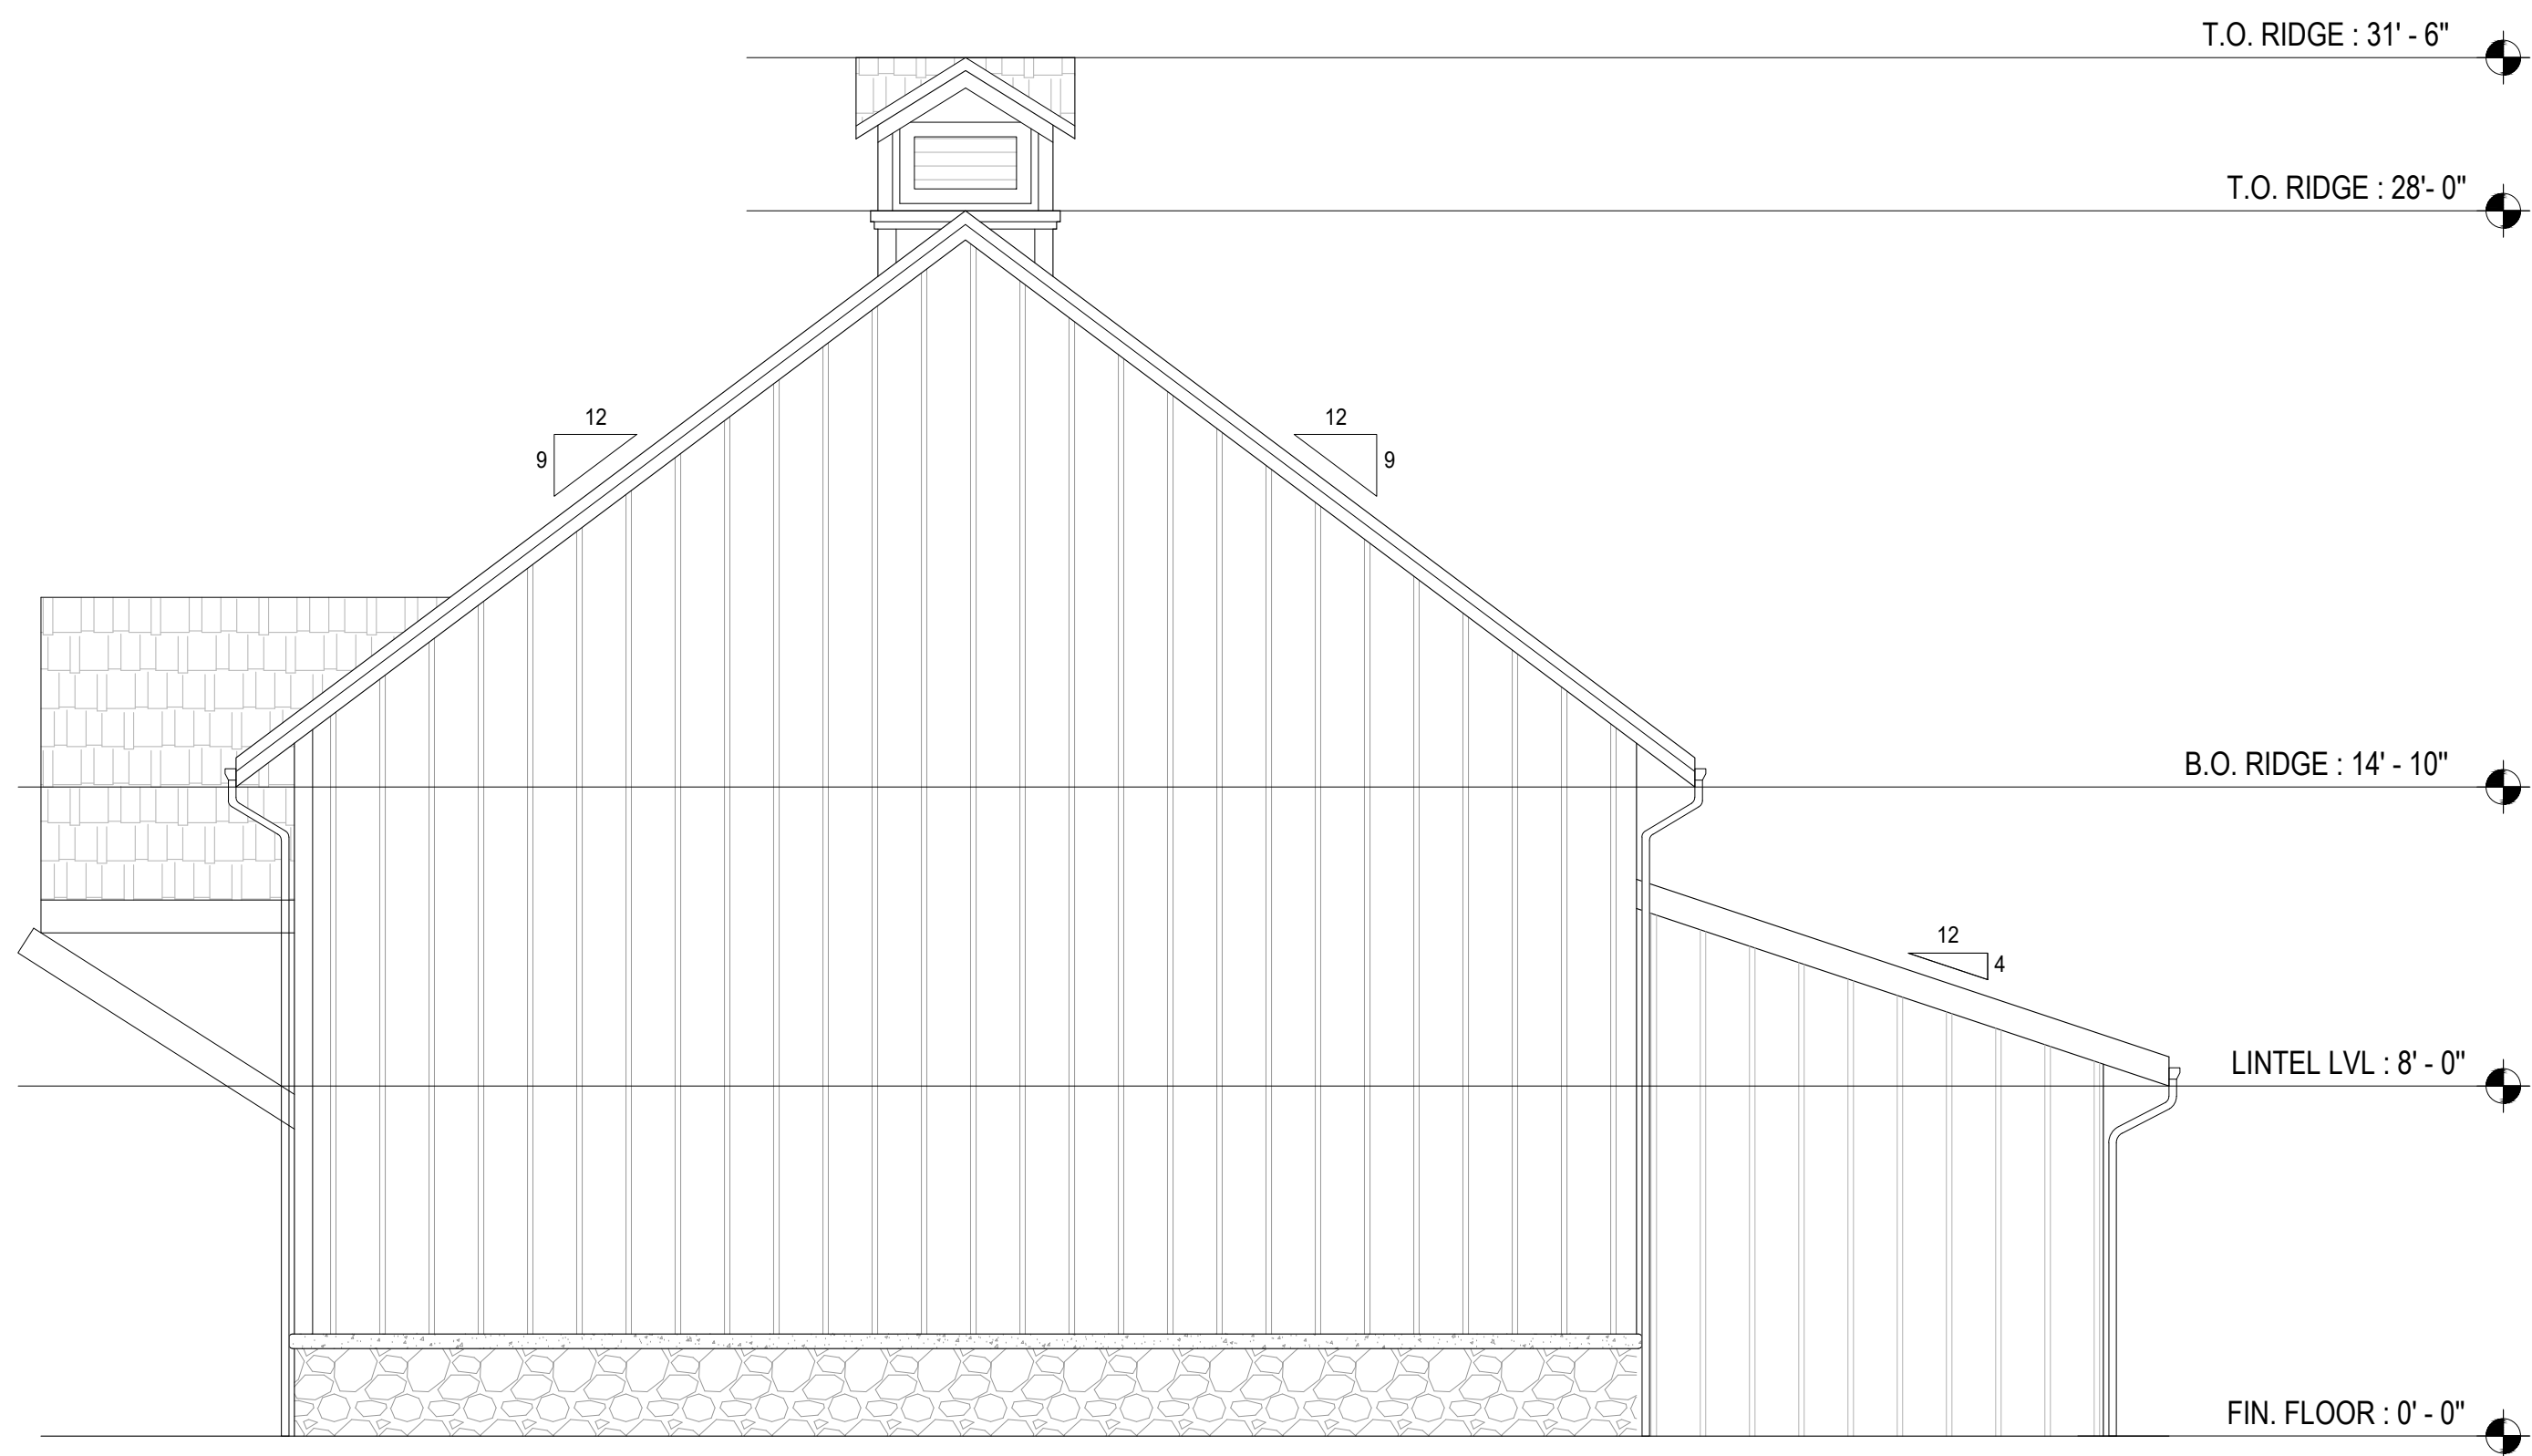 T.O. RIDGE : 31' - 6"
T.O. RIDGE : 28'- 0"
12
9
12
9
B.O. RIDGE : 14' - 10"
12
4
LINTEL LVL : 8' - 0"
FIN. FLOOR : 0' - 0"